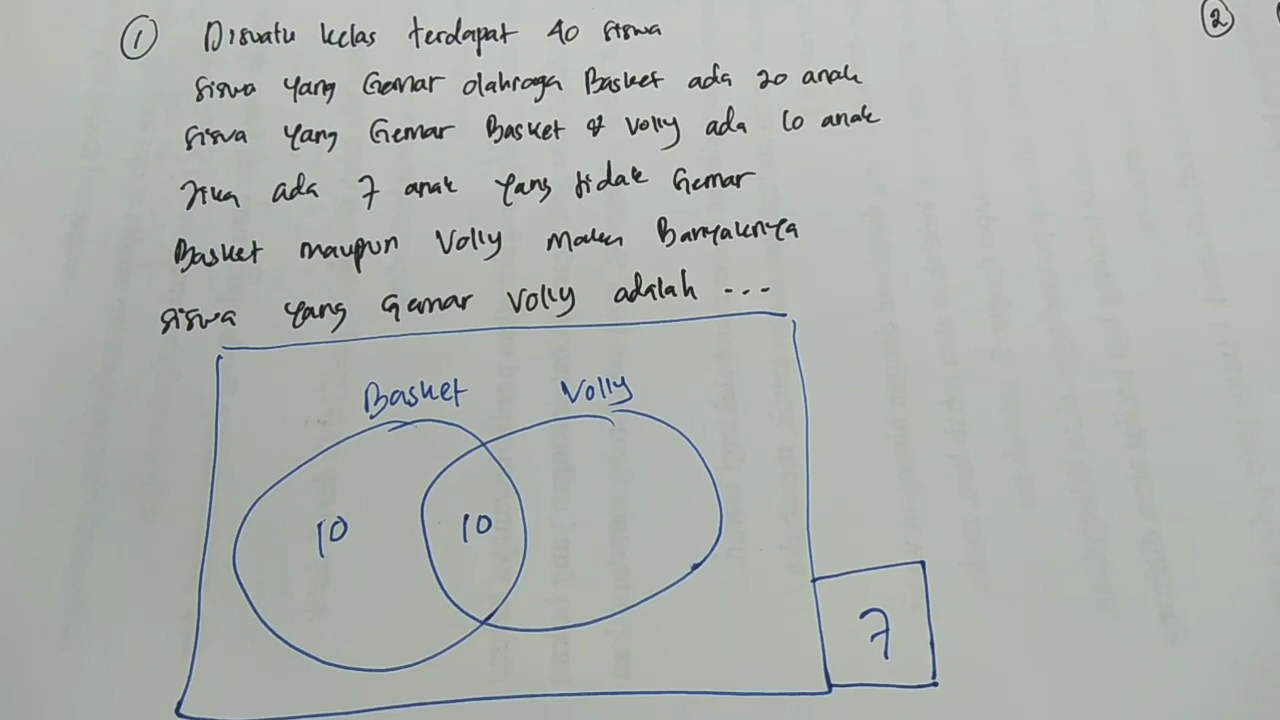 ① Disuatu kelas terdapat 40 siswa
②
siswa yang Gemar olahraga Basket ada 20 anak
siswa yang Gemar Basket & Volly ada 10 anak
Jika ada 7 anak yang tidak Gemar
Basket maupun Volly maka Banyaknya
siswa yang Gemar Volly adalah ...
Basket Volly
10 10
7